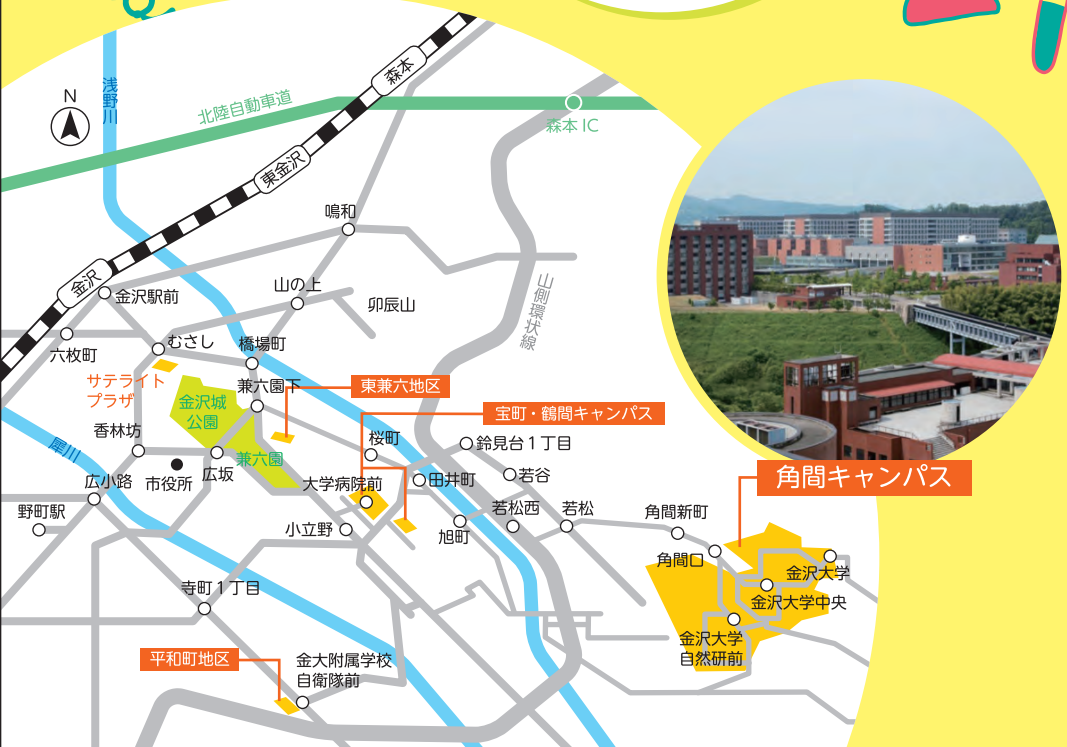 森本
浅野川
N
北陸自動車道
森本 IC
東金沢
鳴和
金沢
金沢駅前
山の上
卯辰山
山側環状線
六枚町
むさし
橋場町
サテライト
プラザ
兼六園下
東兼六地区
金沢城
公園
宝町・鶴間キャンパス
香林坊
桜町
鈴見台1丁目
犀川
市役所
広坂
兼六園
大学病院前
田井町
若谷
角間キャンパス
広小路
野町駅
小立野
旭町
若松西
若松
角間新町
角間口
金沢大学
寺町1丁目
金沢大学中央
平和町地区
金大附属学校
自衛隊前
金沢大学
自然研前